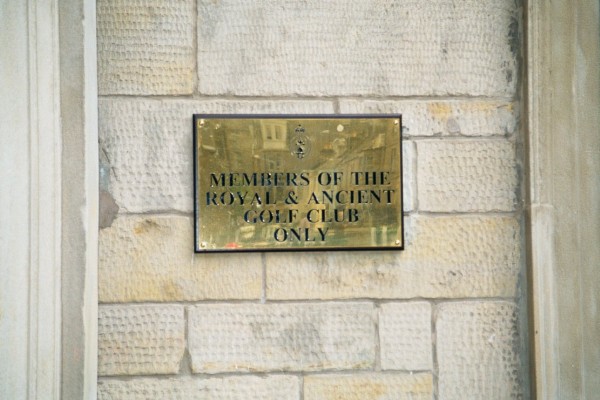 MEMBERS OF THE
ROYAL & ANCIENT
GOLF CLUB
ONLY